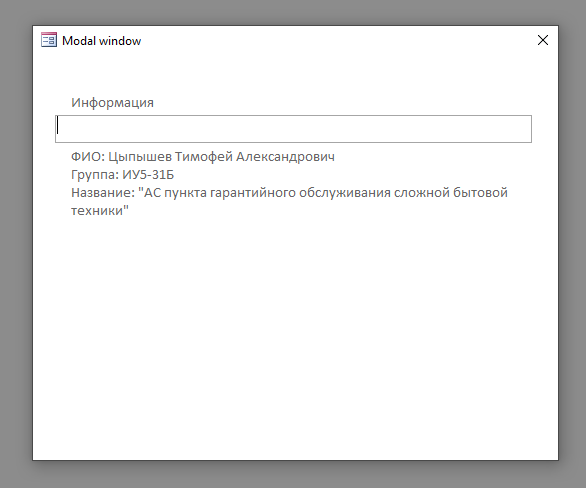 Modal window
Информация
ФИО: Цыпышев Тимофей Александрович
Группа: ИУ5-31Б
Название: "АС пункта гарантийного обслуживания сложной бытовой
техники"